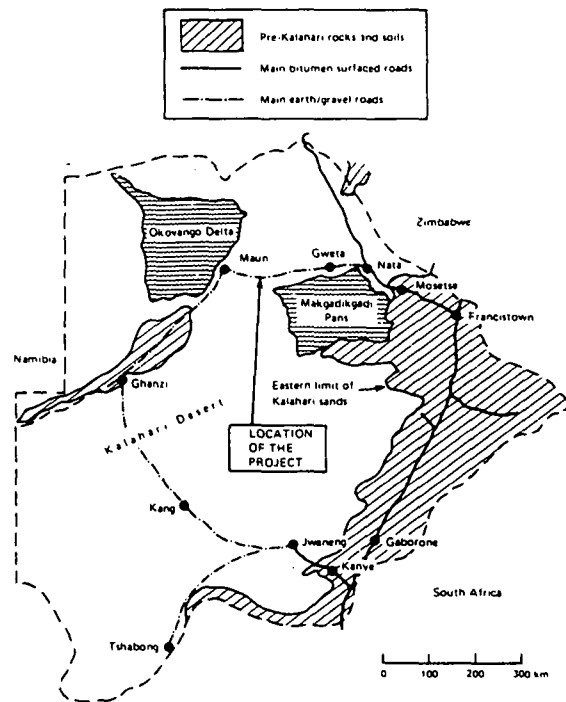 Pre-Kalahari rocks and soils
Main bitumen surfaced roads
Main earth/gravel roads
Okovango Delta
Zimbabwe
Maun
Gweta
Nata
Mosetse
Makgadikgadi
Pans
Francistown
Namibia
Eastern limit of
Kalahari sands
Ghanzi
Kalahari Desert
LOCATION
OF THE
PROJECT
Kang
Jwaneng
Gaborone
Kanye
South Africa
Tshabong
0 100 200 300 km